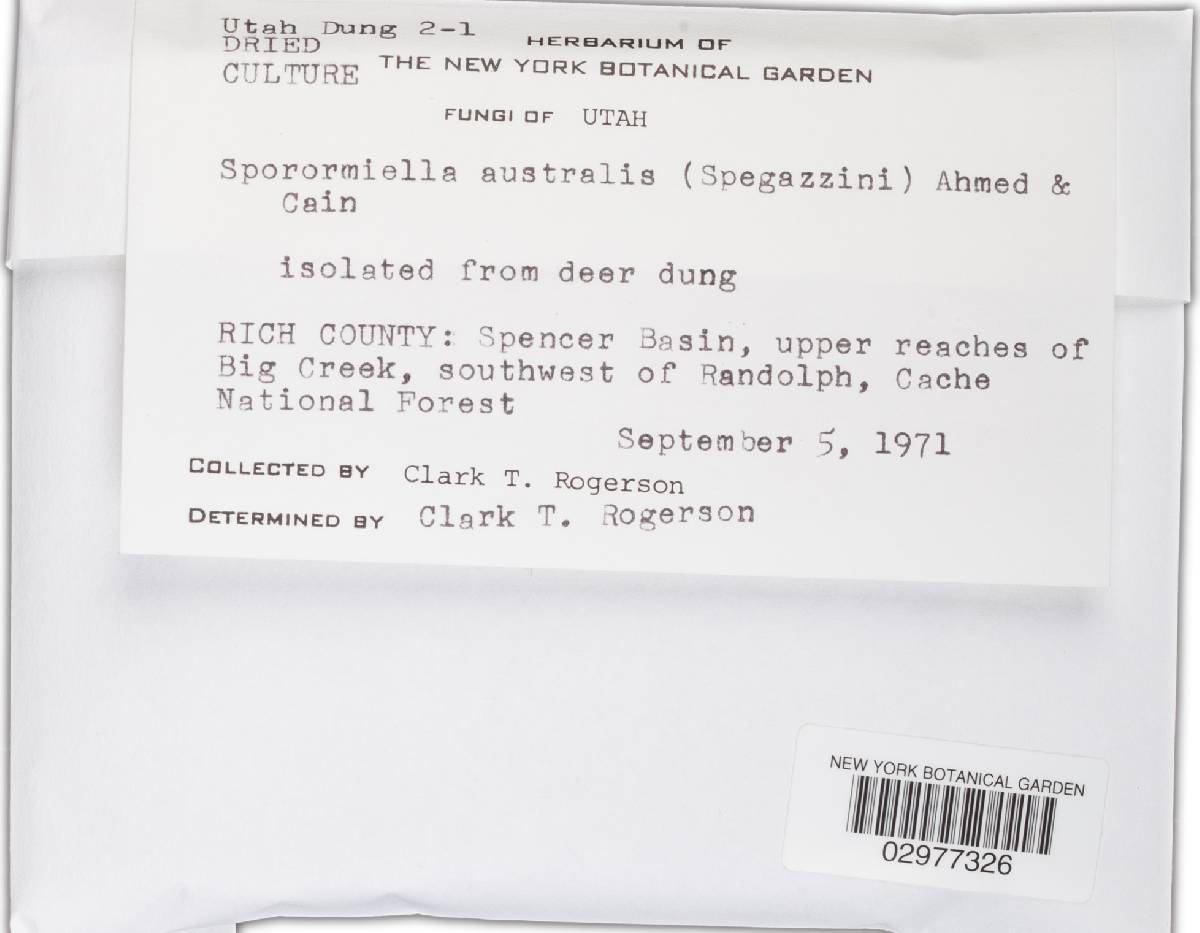 Utah Dung 2-1
DRIED
CULTURE
HERBARIUM OF
THE NEW YORK BOTANICAL GARDEN
FUNGI OF UTAH
Sporormiella australis (Spegazzini) Ahmed &
Cain
isolated from deer dung
RICH COUNTY: Spencer Basin, upper reaches of
Big Creek, southwest of Randolph, Cache
National Forest
September 5, 1971
COLLECTED BY Clark T. Rogerson
DETERMINED BY Clark T. Rogerson
NEW YORK BOTANICAL GARDEN
02977326